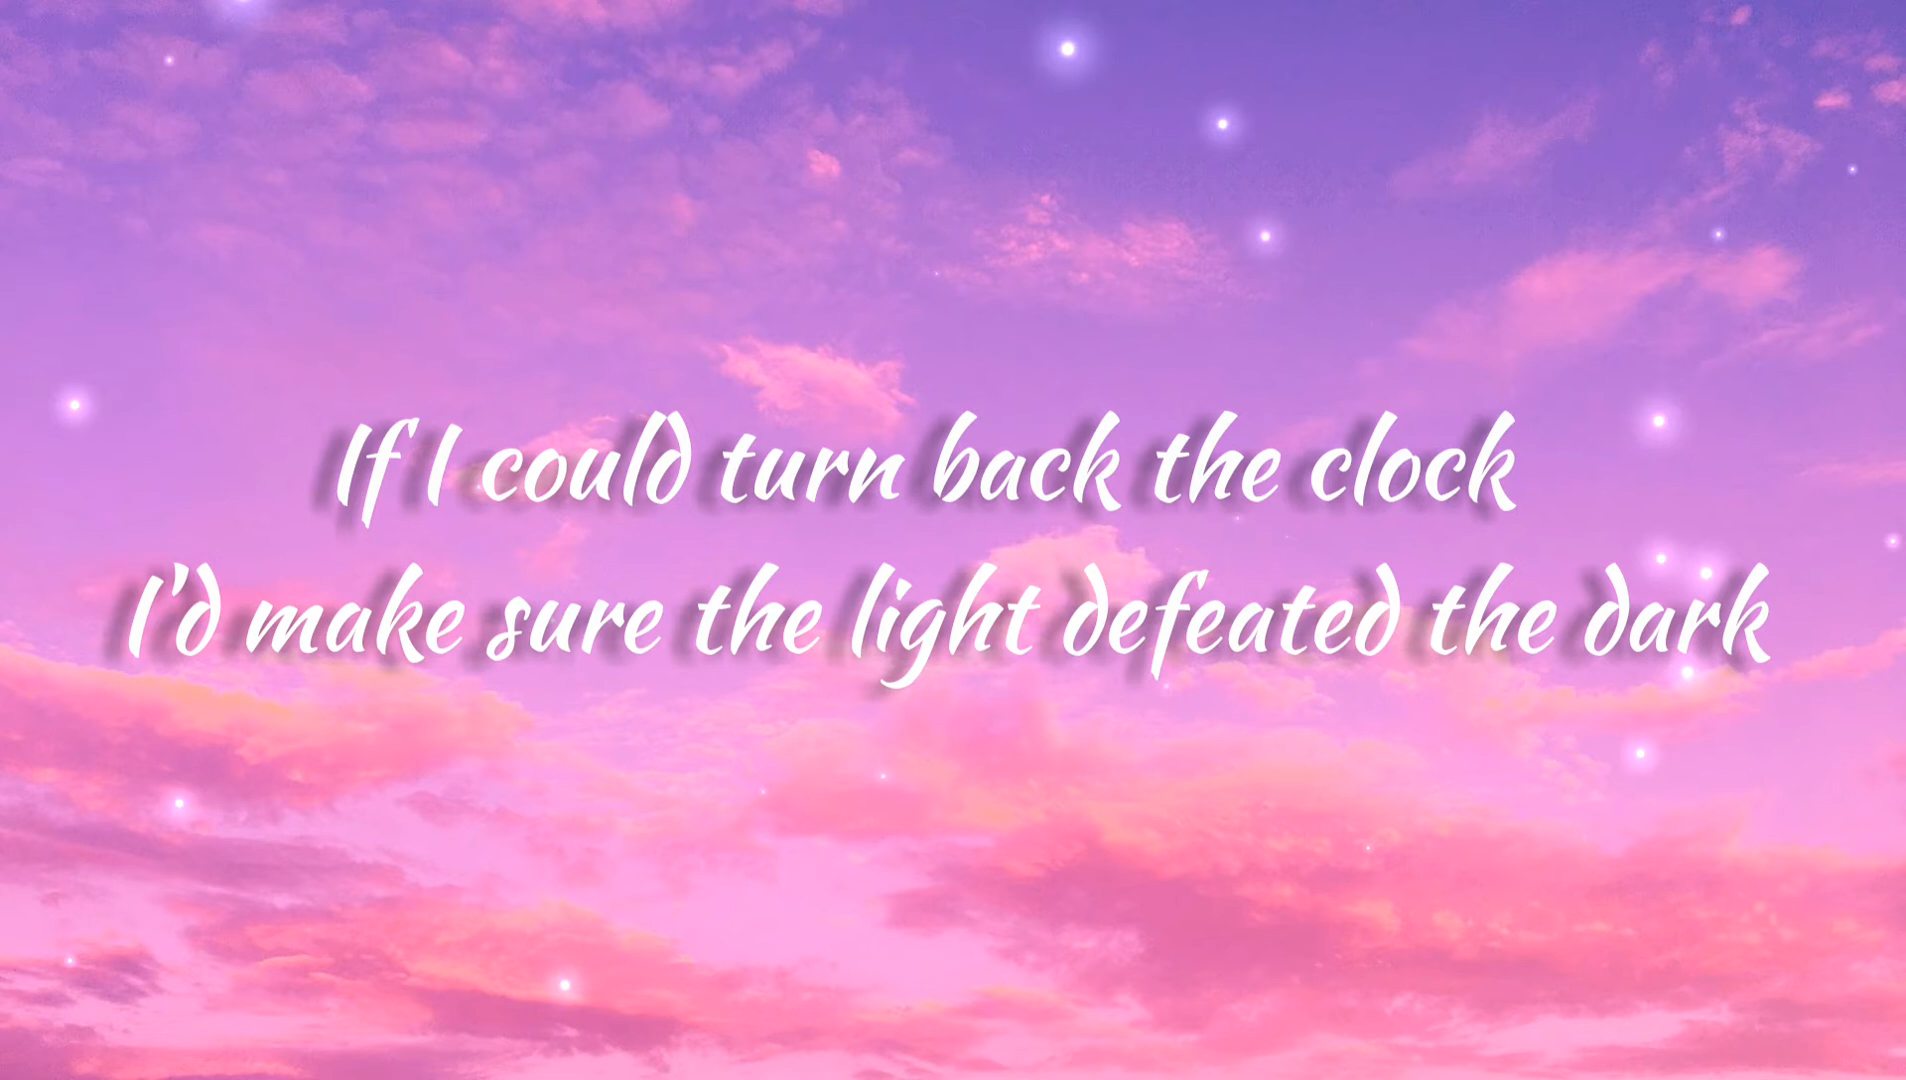 If I could turn back the clock
I'd make sure the light defeated the dark